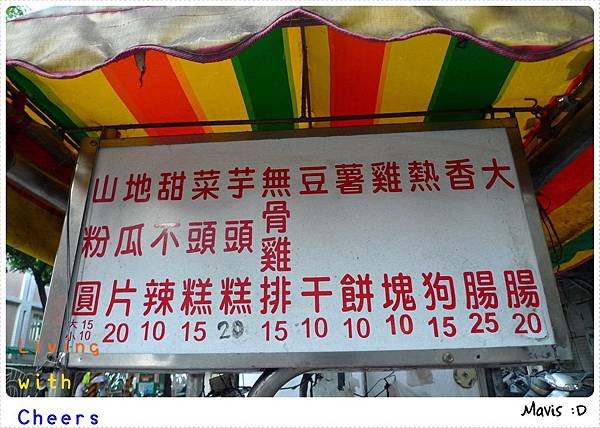 大腸 20
香腸 25
熱狗 15
雞塊 10
薯餅 10
豆干 10
無骨雞排 15
芋頭糕 20
菜頭糕 15
甜不辣 10
地瓜片 20
山粉圓 大15 小10
Living
with
Cheers
Mavis :D